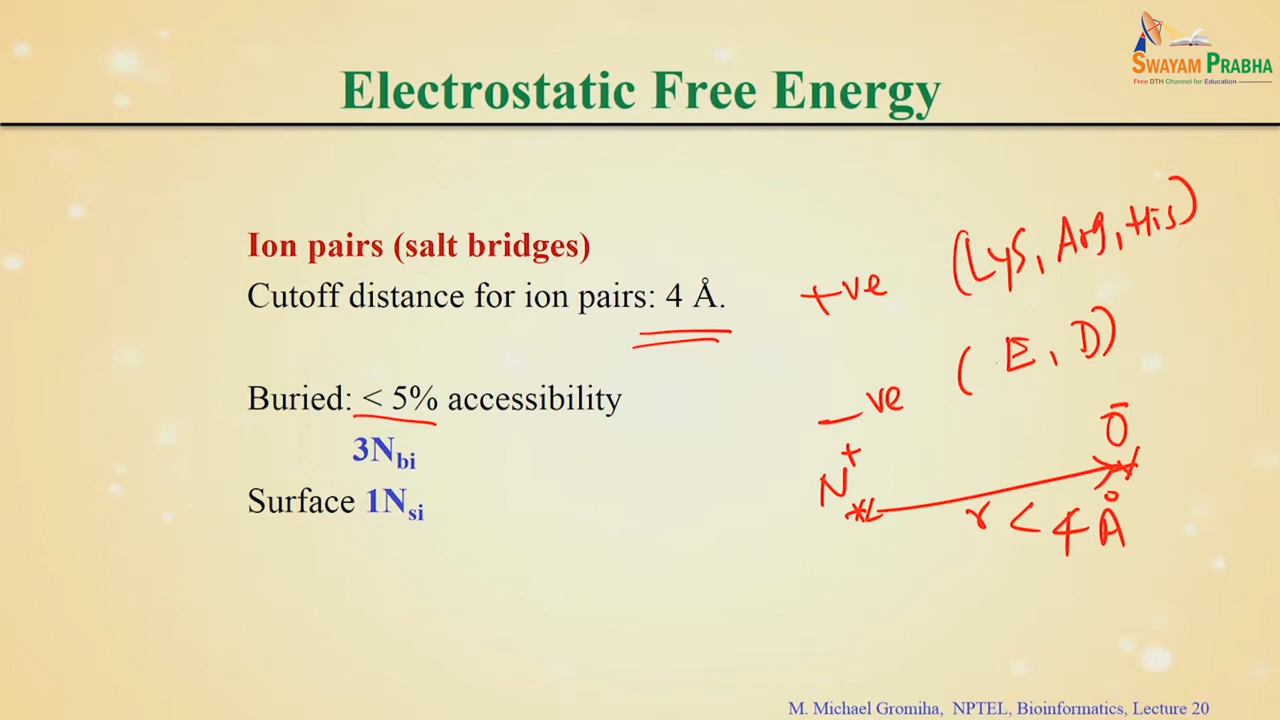 SWAYAM PRABHA
Free DTH Channel for Education
Electrostatic Free Energy
Ion pairs (salt bridges)
Cutoff distance for ion pairs: 4 Å.
Buried: < 5% accessibility
3Nbi
Surface 1Nsi
+ve (Lys, Arg, His)
-ve (E, D)
N+ O-
r < 4 Å
M. Michael Gromiha, NPTEL, Bioinformatics, Lecture 20